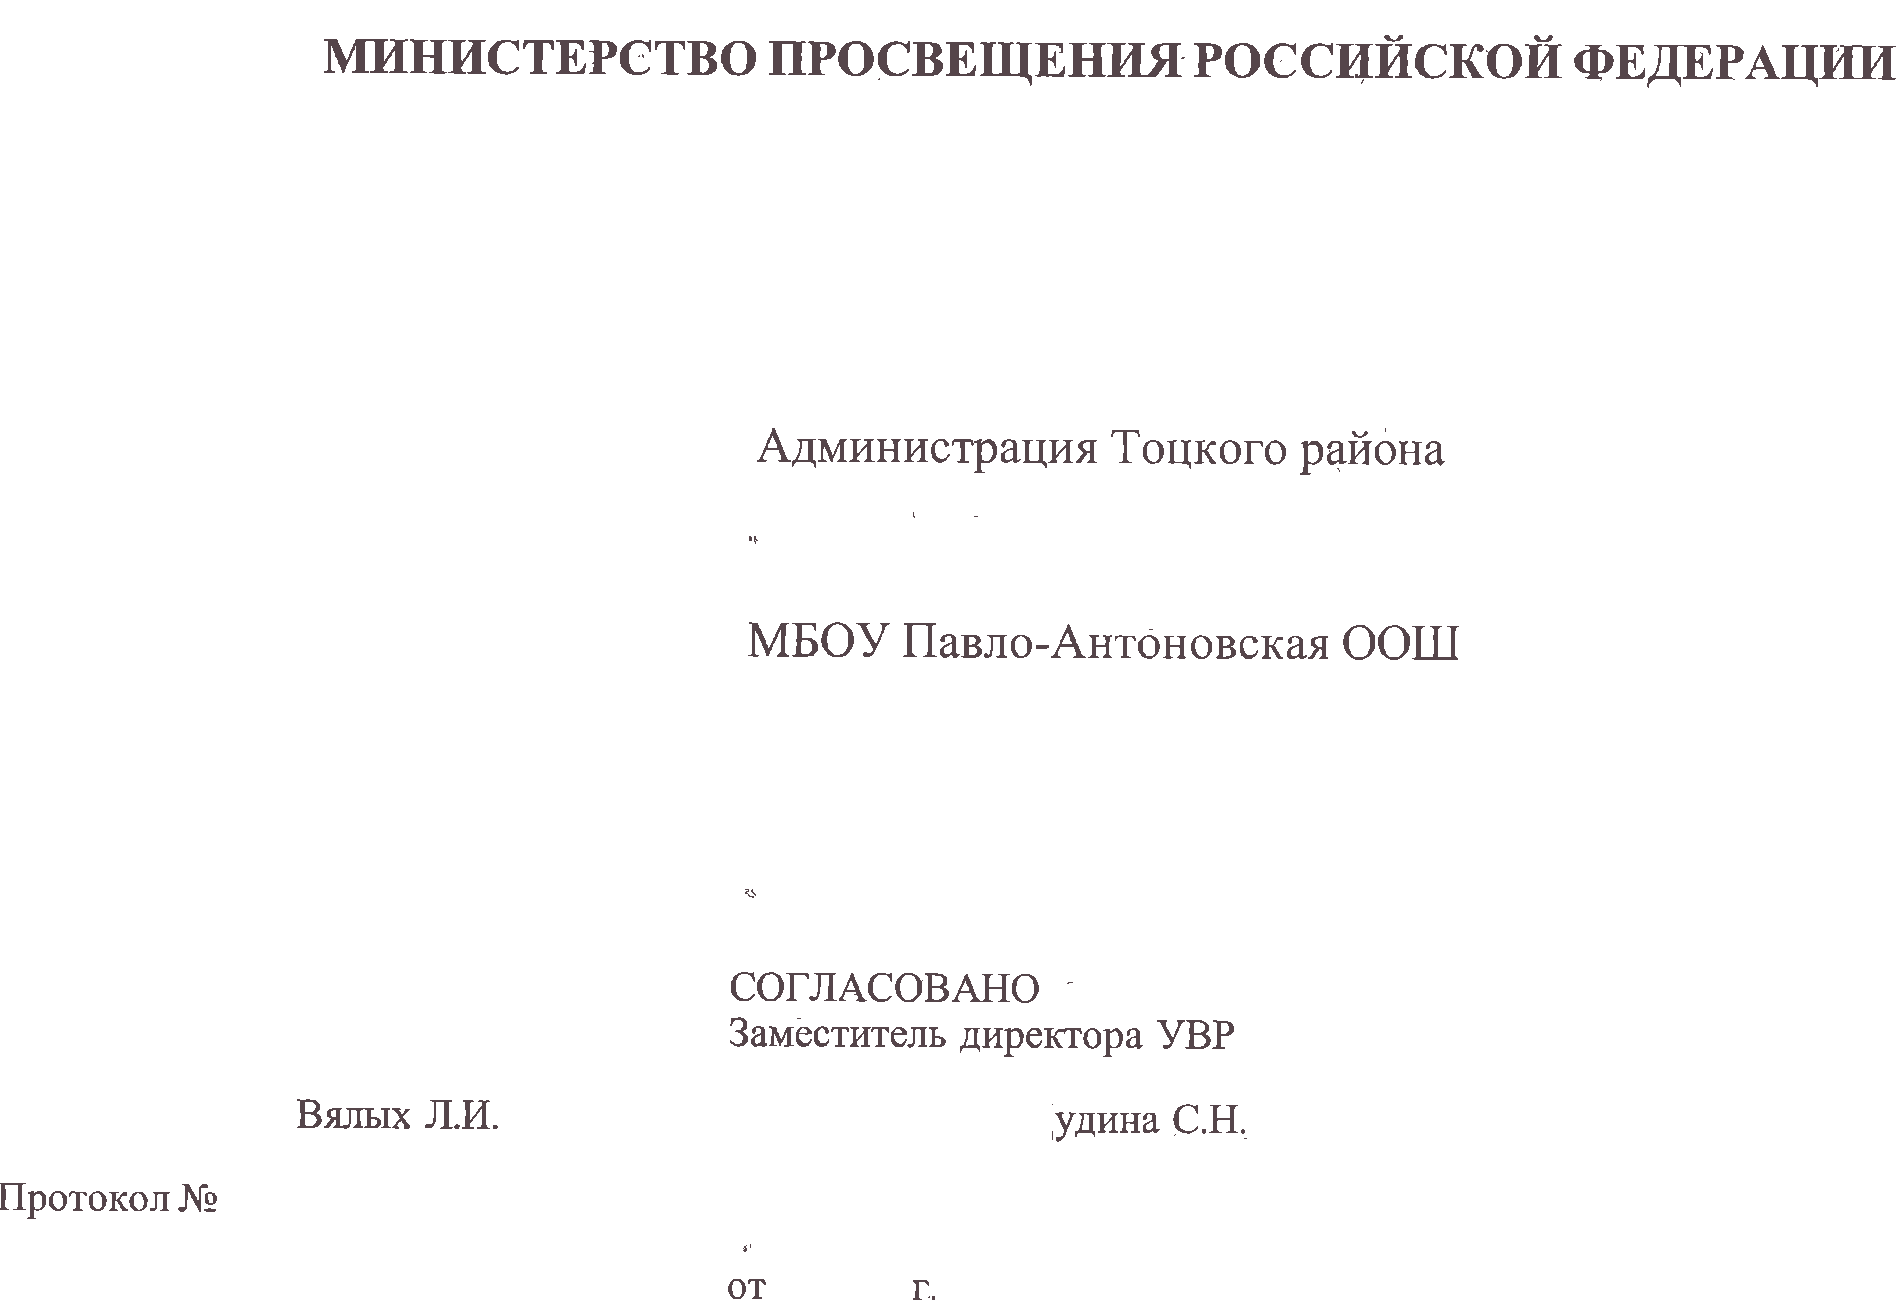 МИНИСТЕРСТВО ПРОСВЕЩЕНИЯ РОССИЙСКОЙ ФЕДЕРАЦИИ
Администрация Тоцкого района
МБОУ Павло-Антоновская ООШ
СОГЛАСОВАНО
Заместитель директора УВР
Вялых Л.И.
удина С.Н.
Протокол №
от г.